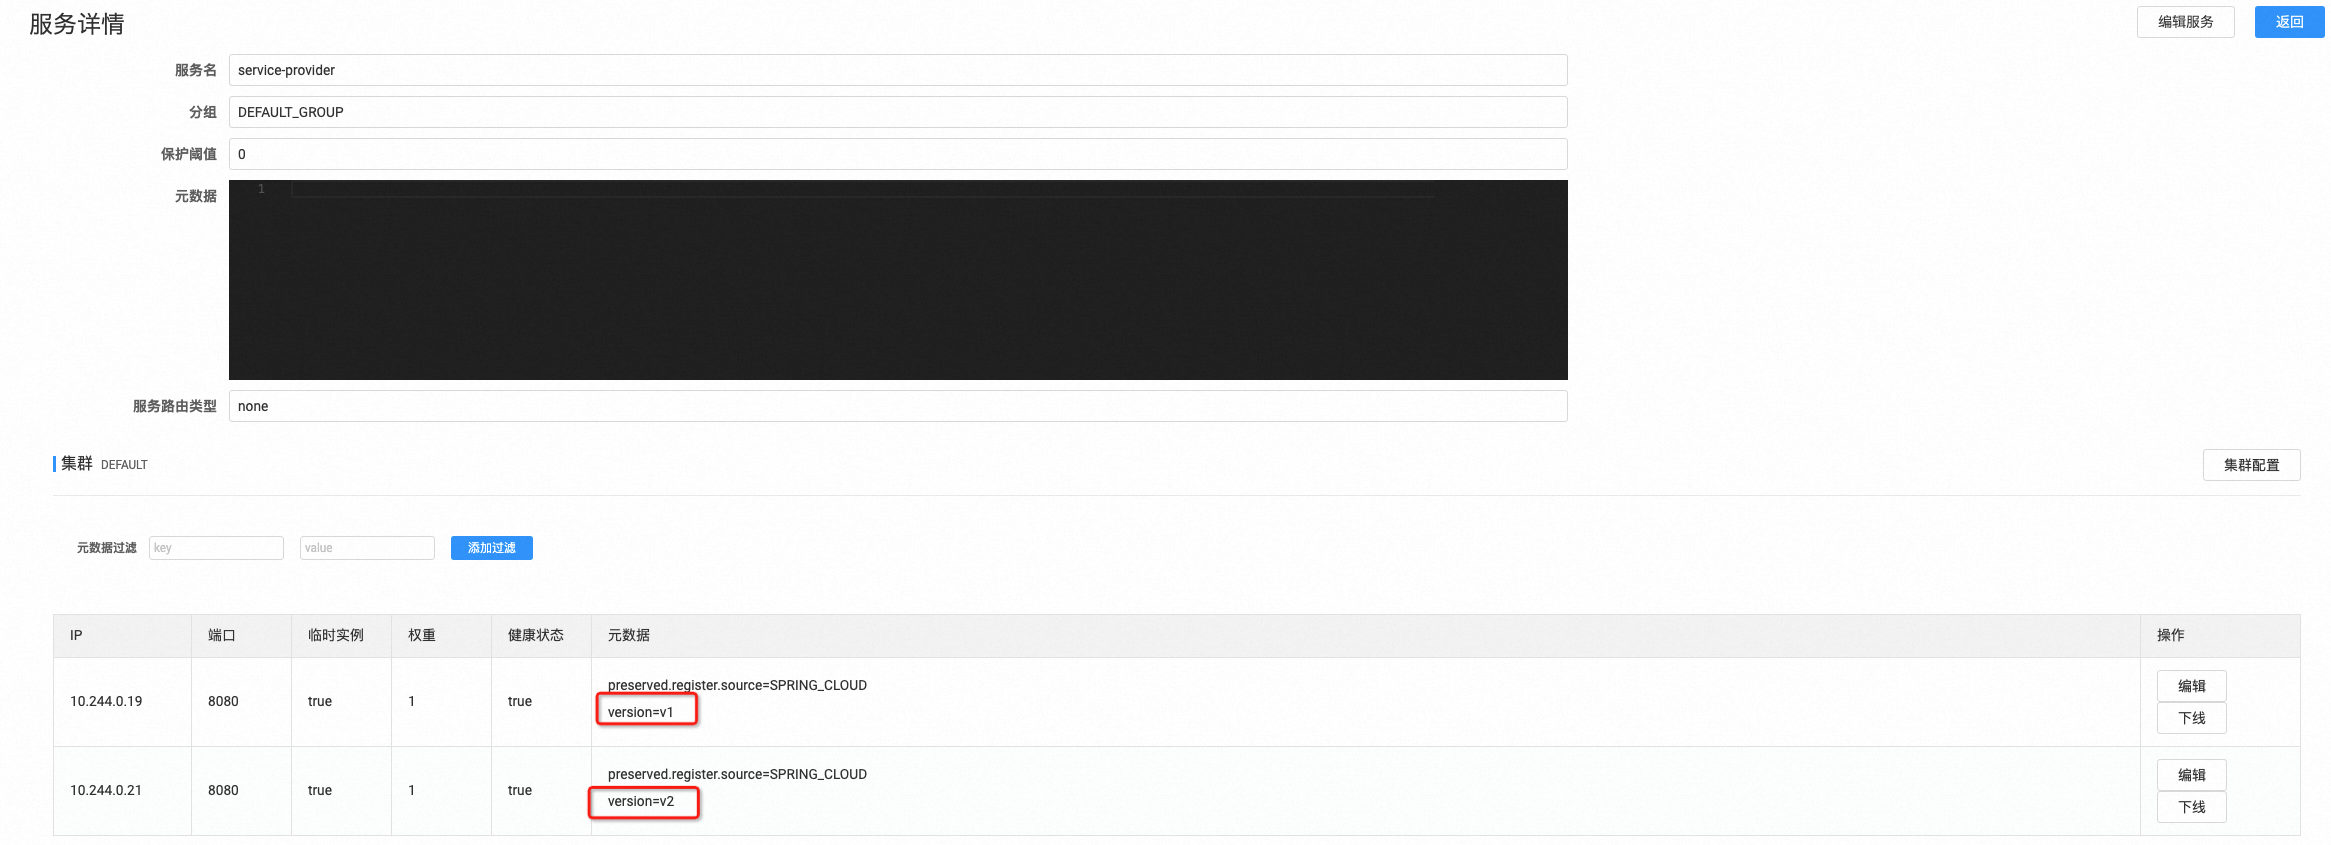 服务详情
编辑服务
返回
服务名
service-provider
分组
DEFAULT_GROUP
保护阈值
0
元数据
1
服务路由类型
none
集群 DEFAULT
集群配置
元数据过滤
key
value
添加过滤
IP
端口
临时实例
权重
健康状态
元数据
操作
10.244.0.19
8080
true
1
true
preserved.register.source=SPRING_CLOUD
version=v1
编辑
下线
10.244.0.21
8080
true
1
true
preserved.register.source=SPRING_CLOUD
version=v2
编辑
下线